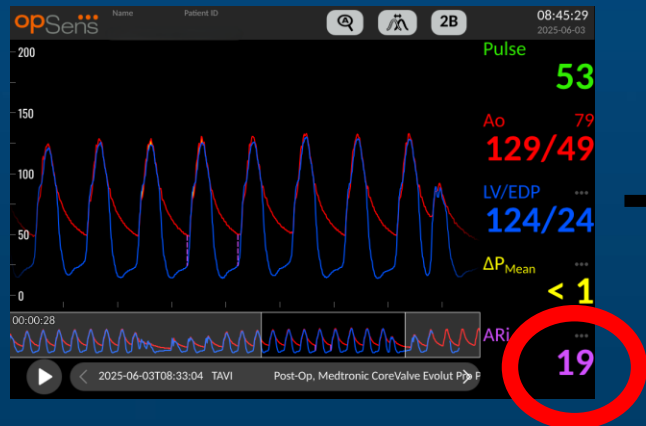 opSens Name Patient ID 2B 08:45:29
2025-06-03
200
Pulse
53
150
Ao 79
129/49
100
LV/EDP
124/24
50
ΔPMean
< 1
0
00:00:28
ARi
19
2025-06-03T08:33:04 TAVI Post-Op, Medtronic CoreValve Evolut Pro P